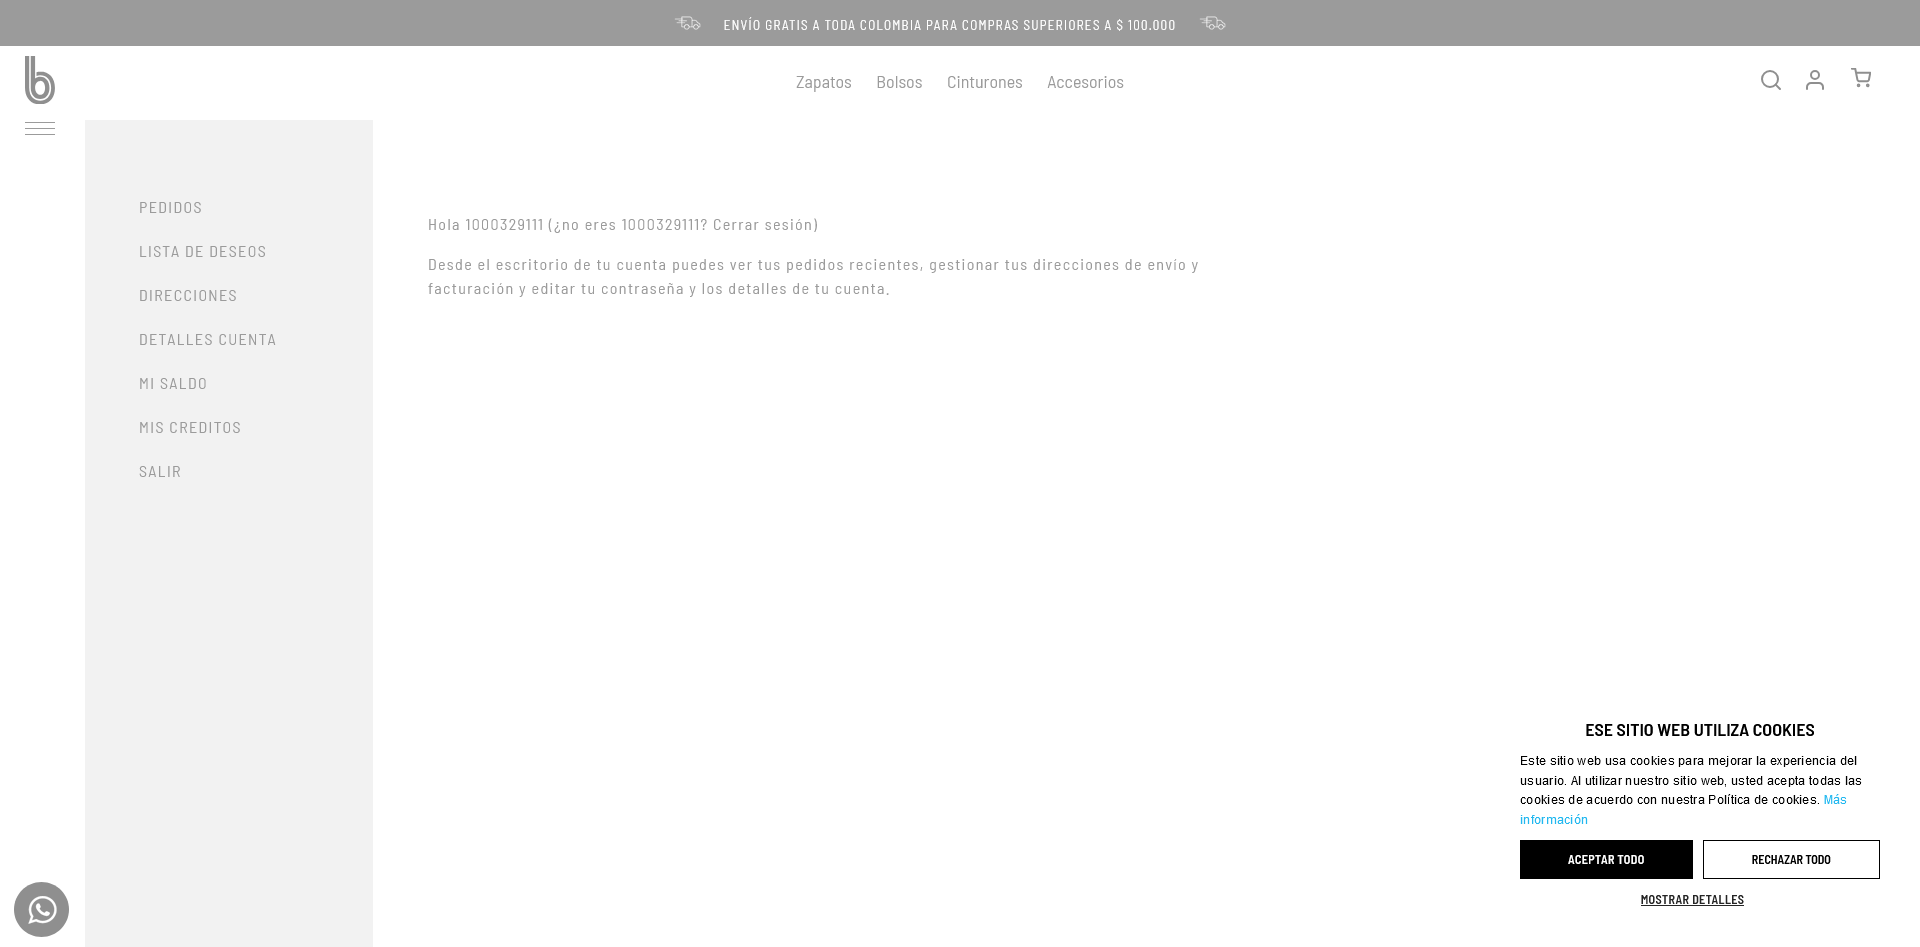 ENVÍO GRATIS A TODA COLOMBIA PARA COMPRAS SUPERIORES A $ 100.000
b
Zapatos Bolsos Cinturones Accesorios
PEDIDOS
LISTA DE DESEOS
DIRECCIONES
DETALLES CUENTA
MI SALDO
MIS CREDITOS
SALIR
Hola 1000329111 (¿no eres 1000329111? Cerrar sesión)
Desde el escritorio de tu cuenta puedes ver tus pedidos recientes, gestionar tus direcciones de envío y
facturación y editar tu contraseña y los detalles de tu cuenta.
ESE SITIO WEB UTILIZA COOKIES
Este sitio web usa cookies para mejorar la experiencia del
usuario. Al utilizar nuestro sitio web, usted acepta todas las
cookies de acuerdo con nuestra Política de cookies. Más
información
ACEPTAR TODO
RECHAZAR TODO
MOSTRAR DETALLES